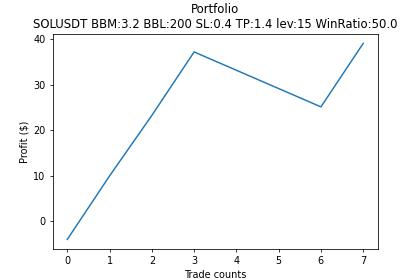 Portfolio
SOLUSDT BBM:3.2 BBL:200 SL:0.4 TP:1.4 lev:15 WinRatio:50.0
40
30
20
10
0
Profit ($)
0 1 2 3 4 5 6 7
Trade counts